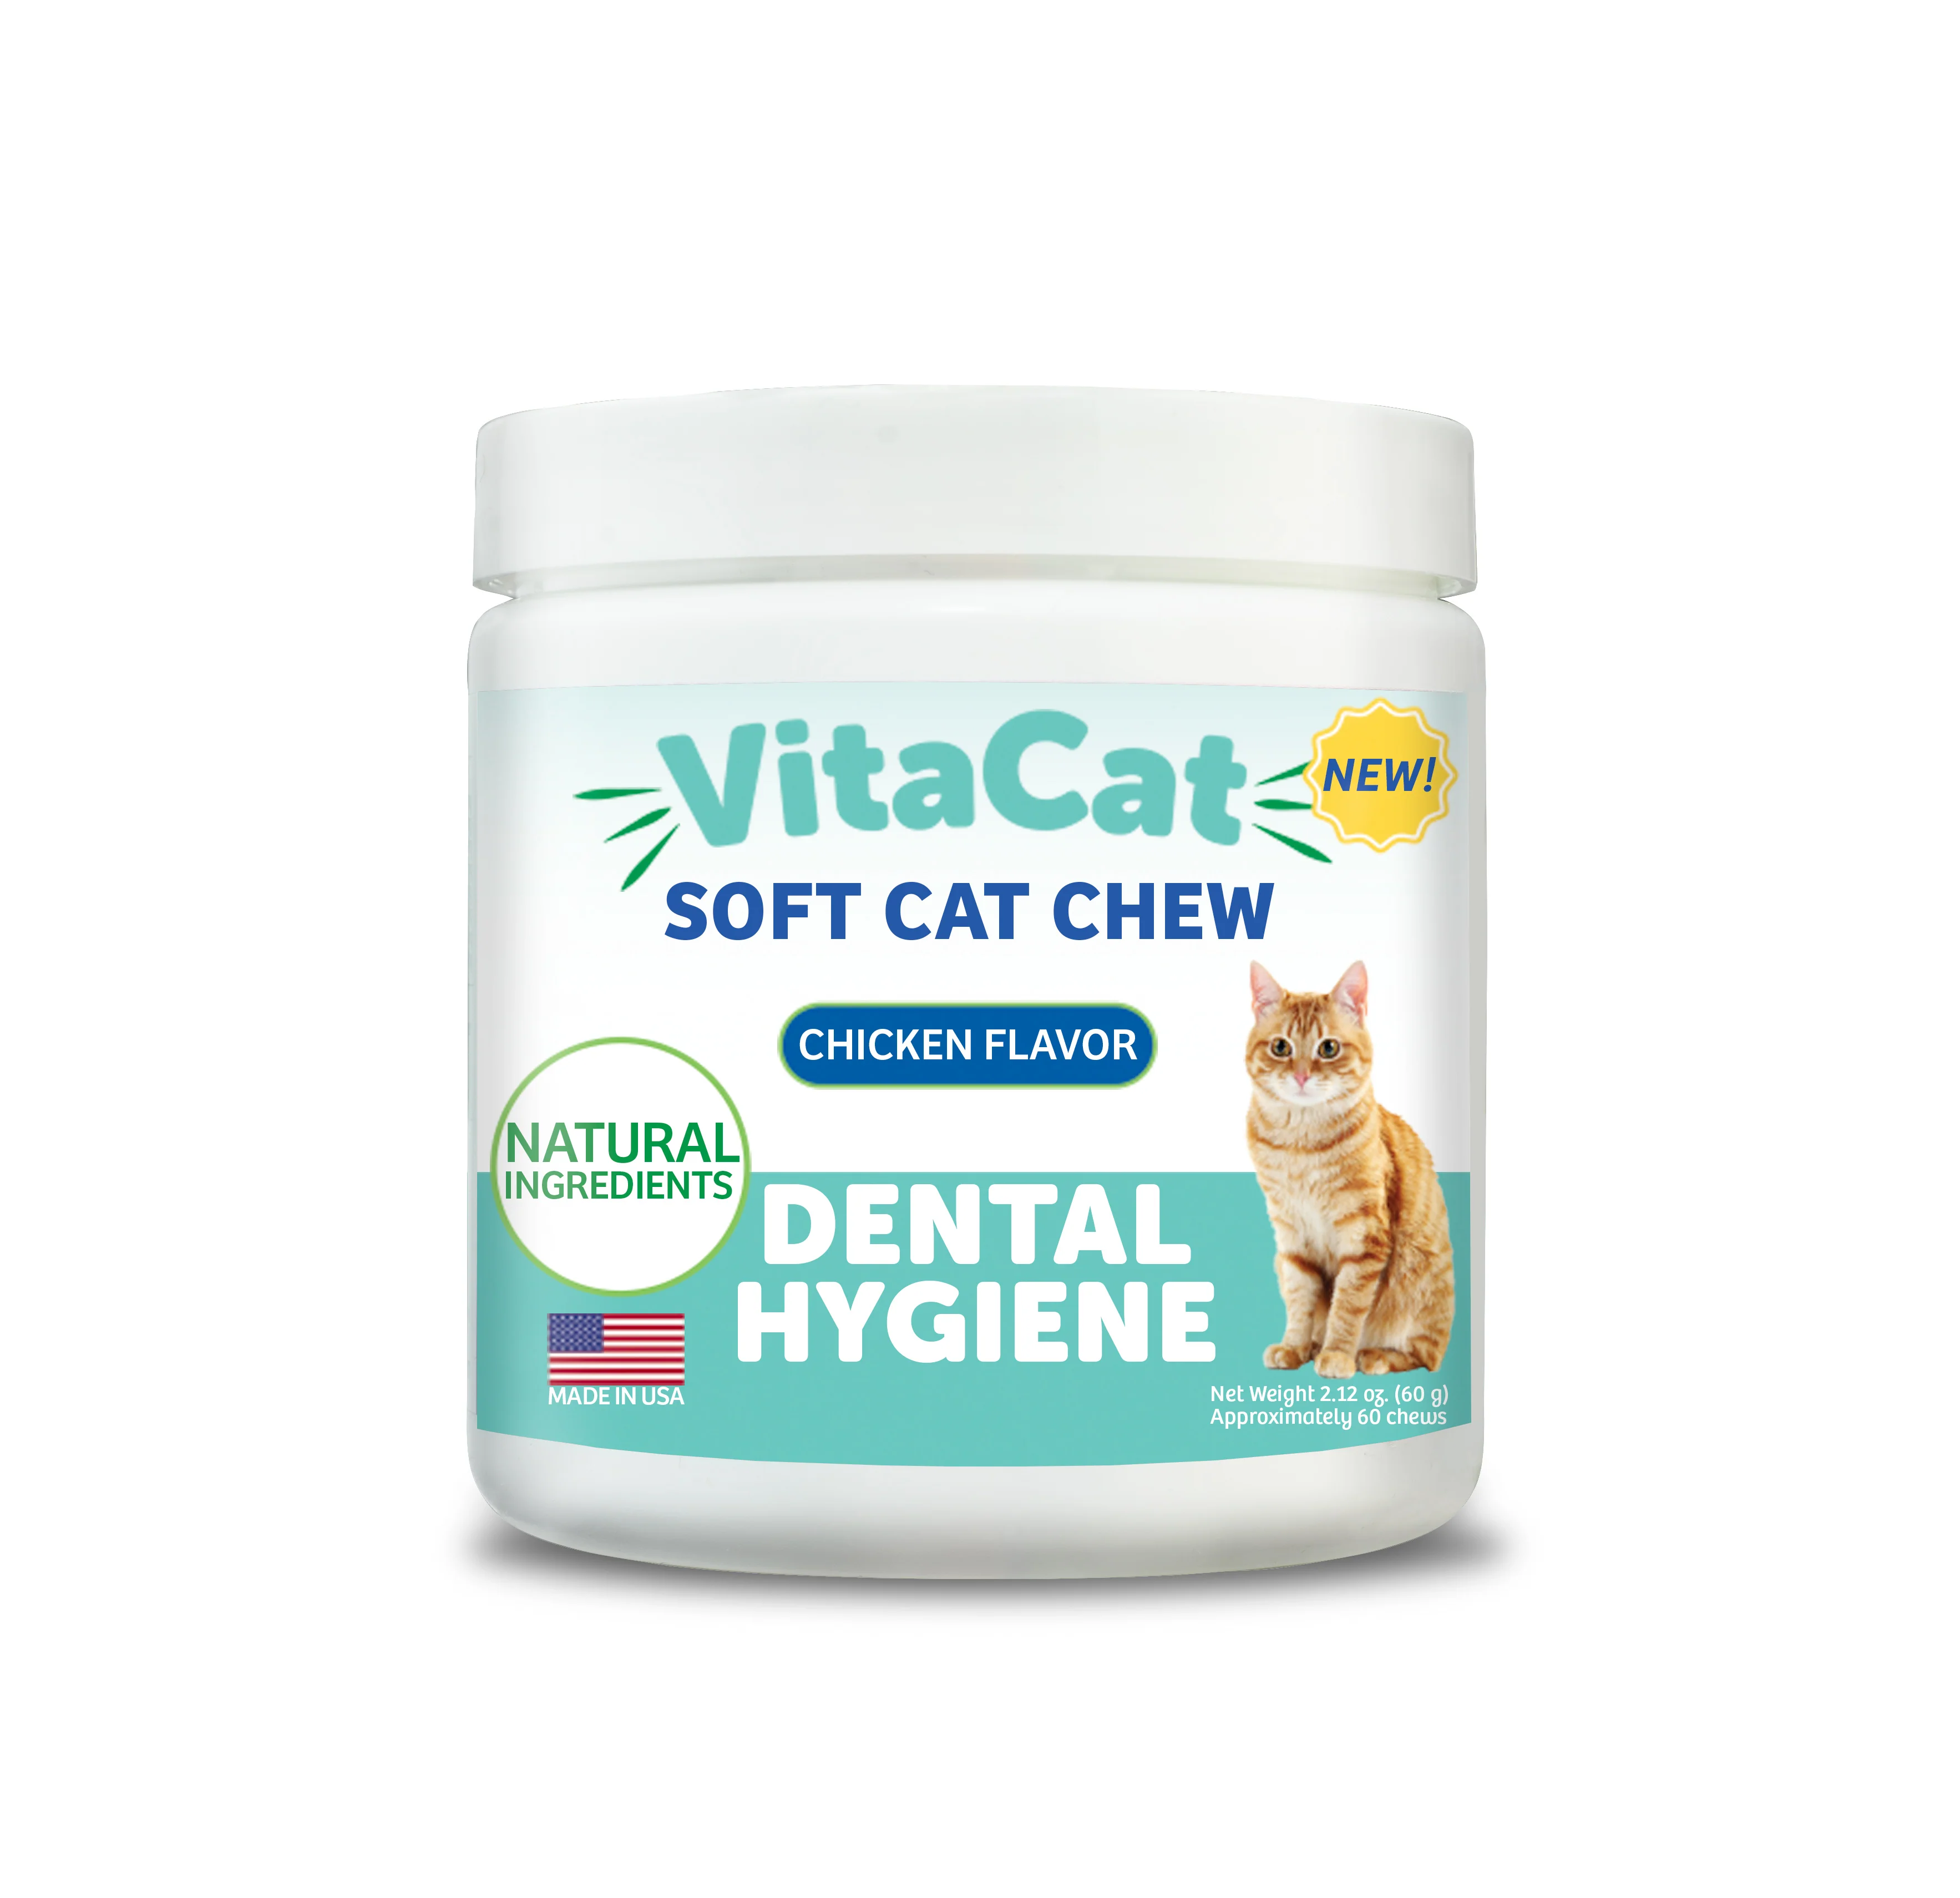 VitaCat
NEW!
SOFT CAT CHEW
CHICKEN FLAVOR
NATURAL
INGREDIENTS
DENTAL
HYGIENE
MADE IN USA
Net Weight 2.12 oz. (60 g)
Approximately 60 chews